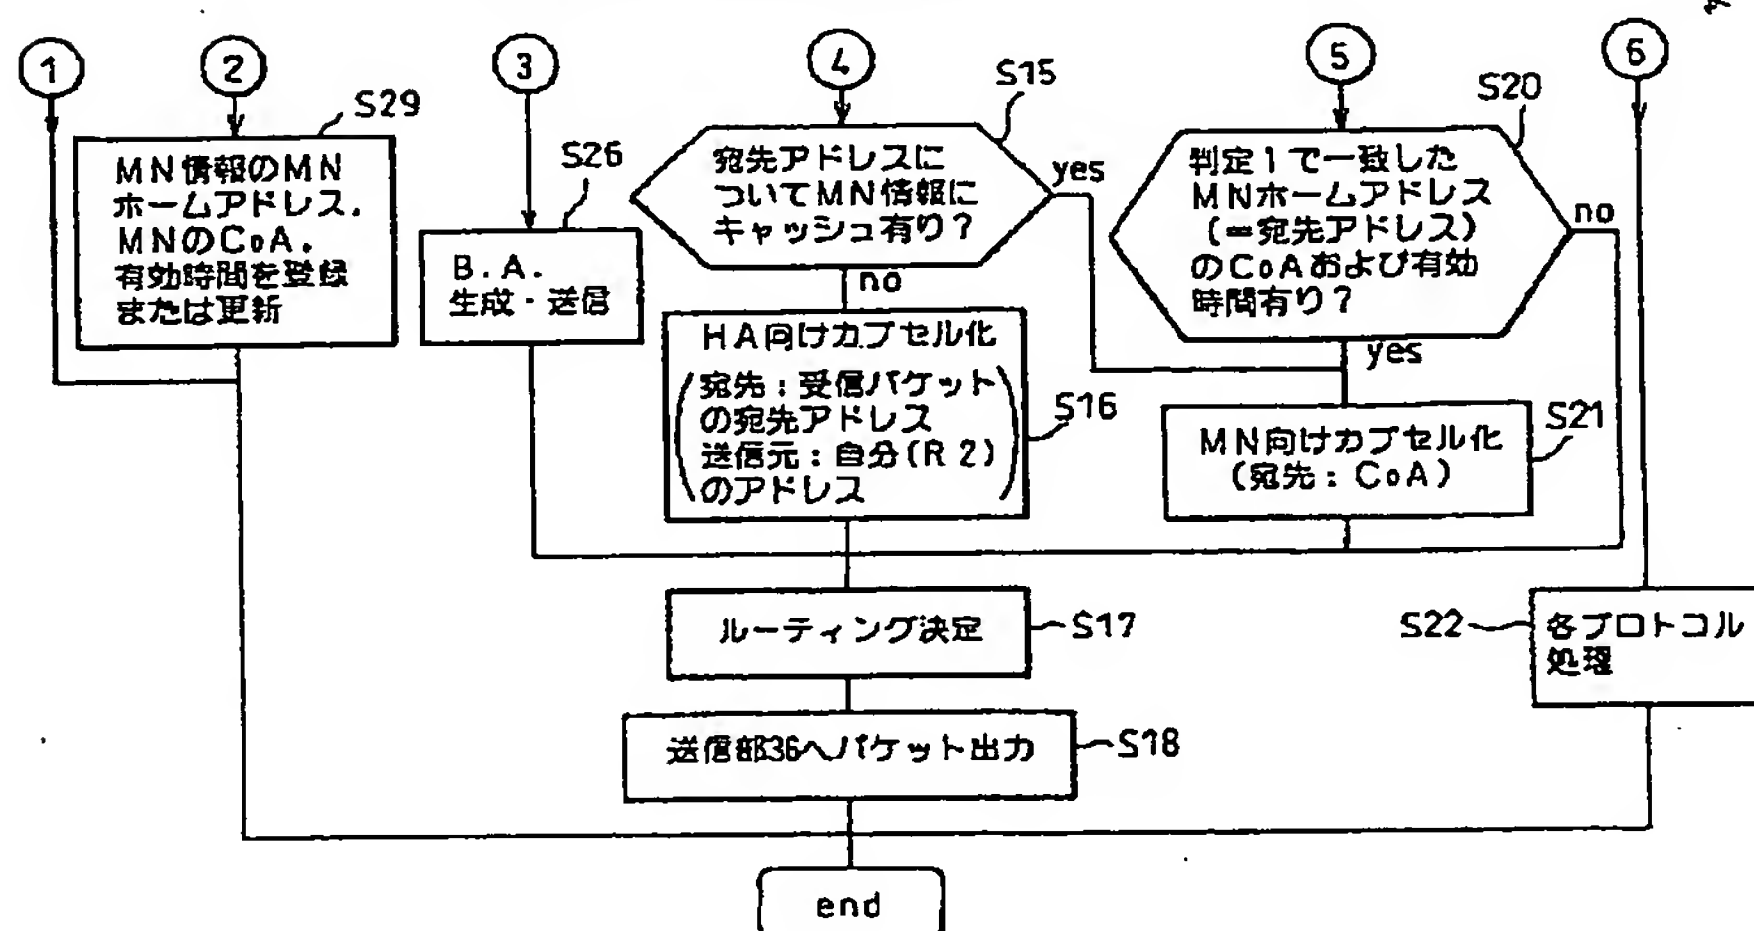 1
2
3
4
5
6
S29
MN情報のMN
ホームアドレス.
MNのCoA.
有効時間を登録
または更新
S26
B.A.
生成・送信
S15
宛先アドレスに
ついてMN情報に
キャッシュ有り?
yes
no
S20
判定1で一致した
MNホームアドレス
(=宛先アドレス)
のCoAおよび有効
時間有り?
no
yes
HA向けカプセル化
(宛先:受信パケット
の宛先アドレス
送信元:自分(R2)
のアドレス)
S16
MN向けカプセル化
(宛先:CoA)
S21
ルーティング決定
S17
S22
各プロトコル
処理
送信部36へパケット出力
S18
end